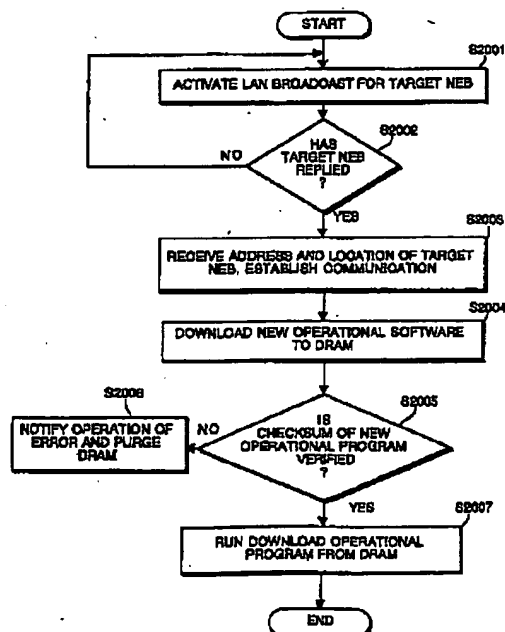 START
S2001
ACTIVATE LAN BROADCAST FOR TARGET NEB
S2002
HAS
TARGET NEB
REPLIED
?
NO
YES
S2003
RECEIVE ADDRESS AND LOCATION OF TARGET
NEB, ESTABLISH COMMUNICATION
S2004
DOWNLOAD NEW OPERATIONAL SOFTWARE
TO DRAM
S2006
NOTIFY OPERATION OF
ERROR AND PURGE
DRAM
NO
S2005
IS
CHECKSUM OF NEW
OPERATIONAL PROGRAM
VERIFIED
?
YES
S2007
RUN DOWNLOAD OPERATIONAL
PROGRAM FROM DRAM
END